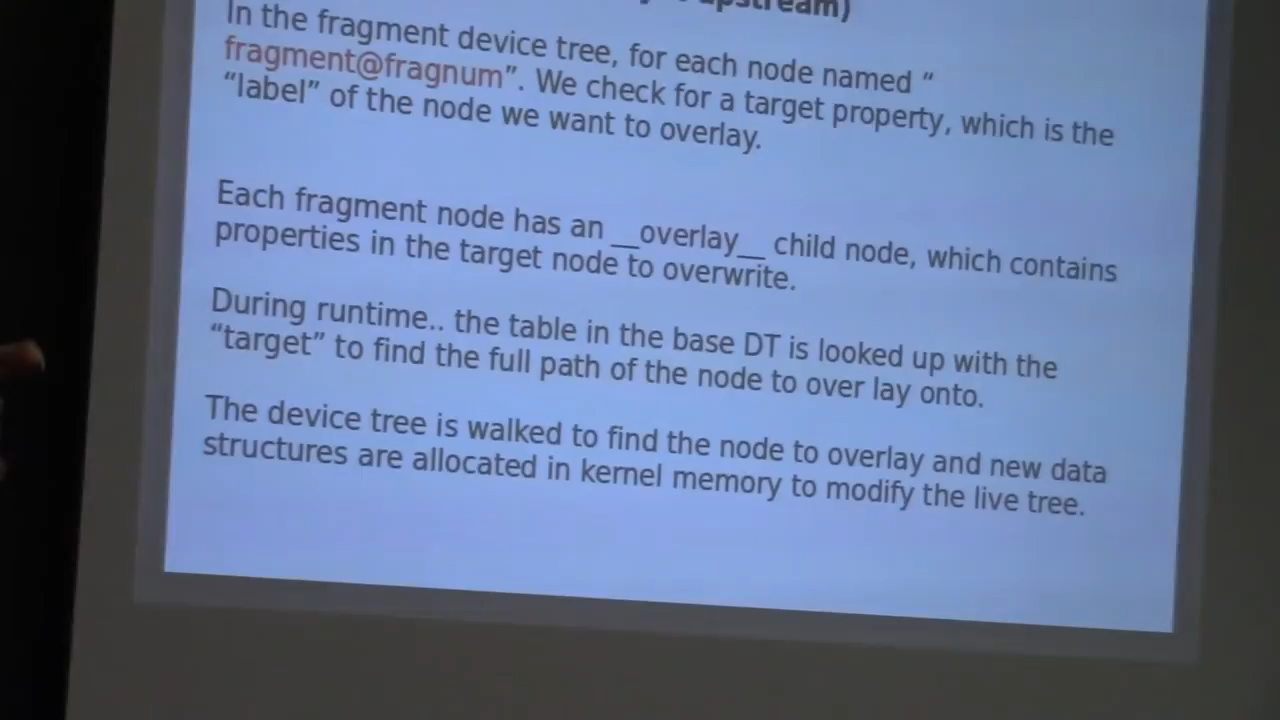 upstream)
In the fragment device tree, for each node named “
fragment@fragnum”. We check for a target property, which is the
“label” of the node we want to overlay.
Each fragment node has an __overlay__ child node, which contains
properties in the target node to overwrite.
During runtime.. the table in the base DT is looked up with the
“target” to find the full path of the node to over lay onto.
The device tree is walked to find the node to overlay and new data
structures are allocated in kernel memory to modify the live tree.